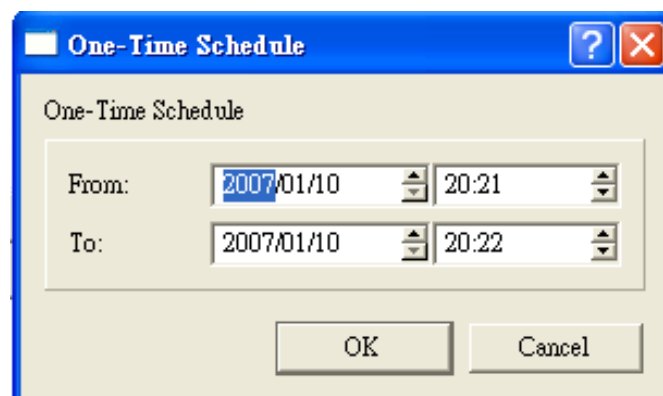 One-Time Schedule
One-Time Schedule
From: 2007/01/10 20:21
To: 2007/01/10 20:22
OK Cancel